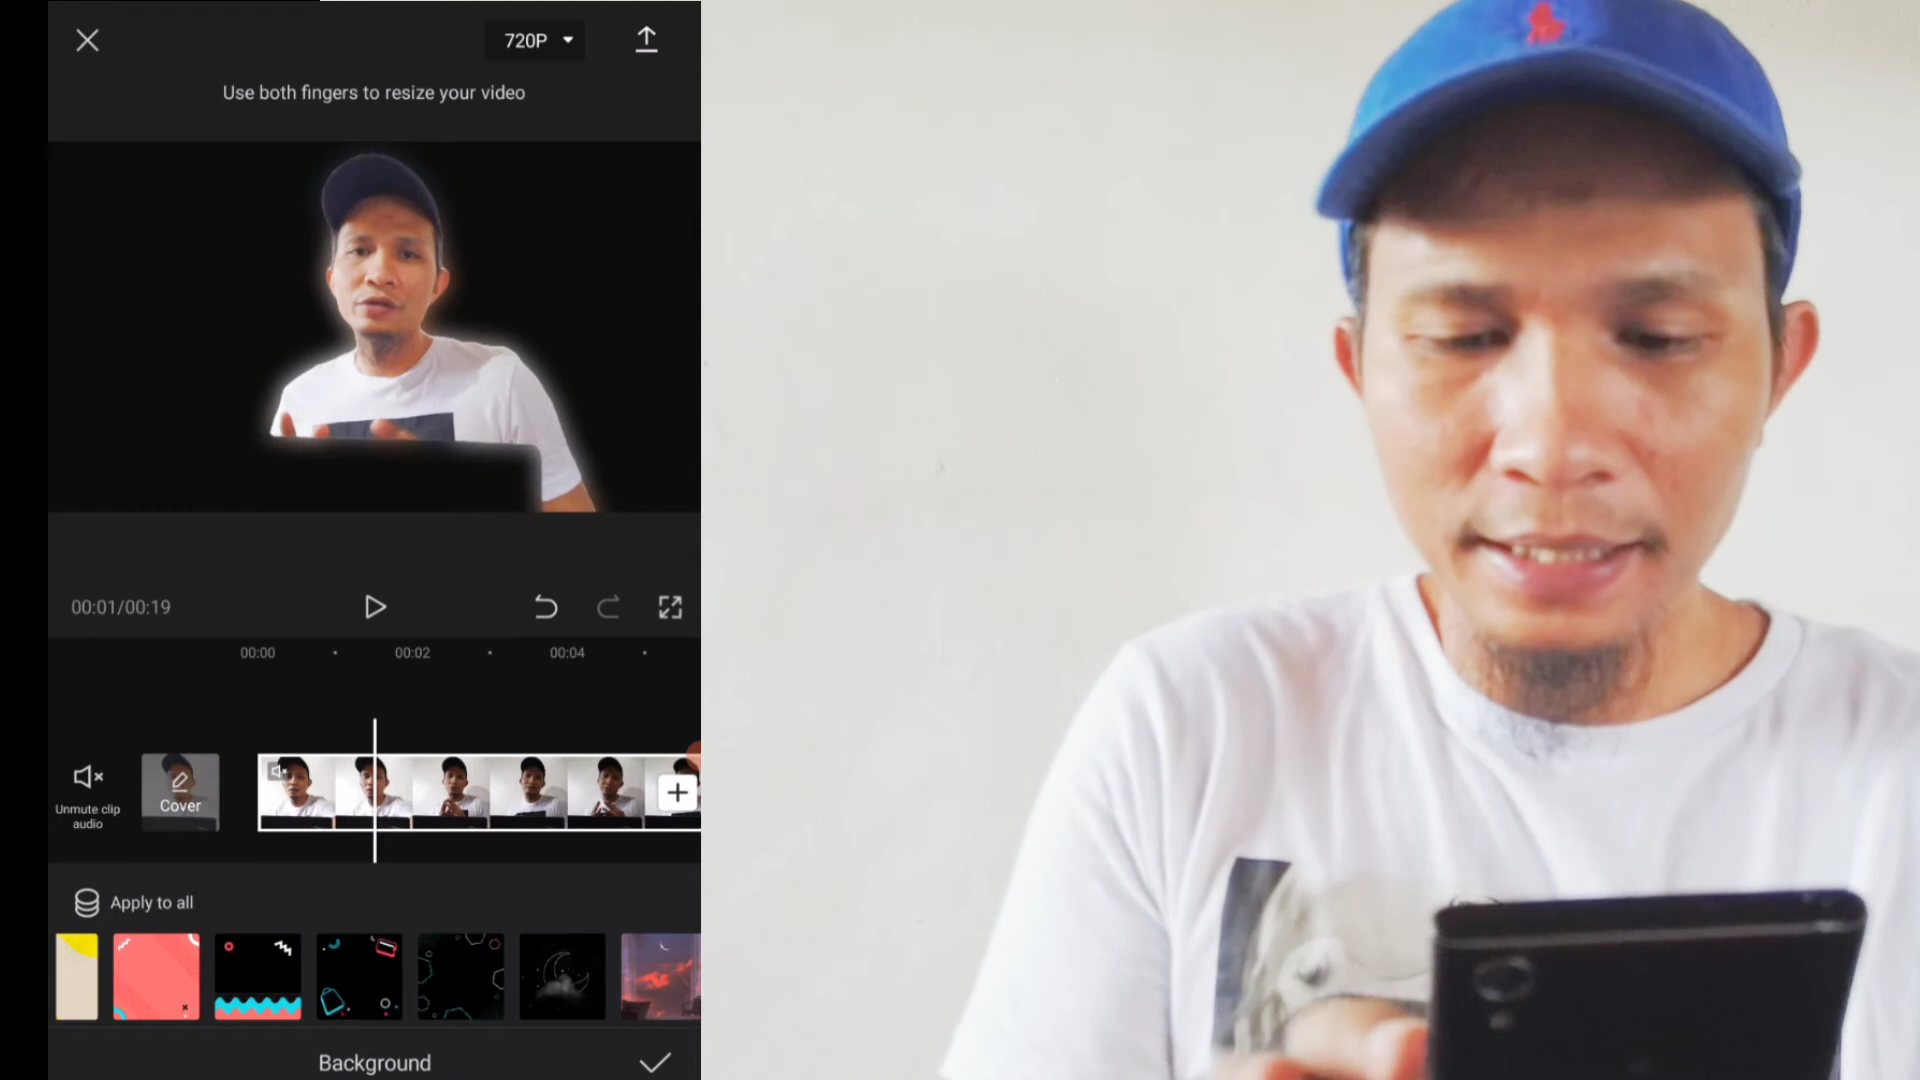 720P
Use both fingers to resize your video
00:01/00:19
00:00
00:02
00:04
Unmute clip
audio
Cover
Apply to all
Background